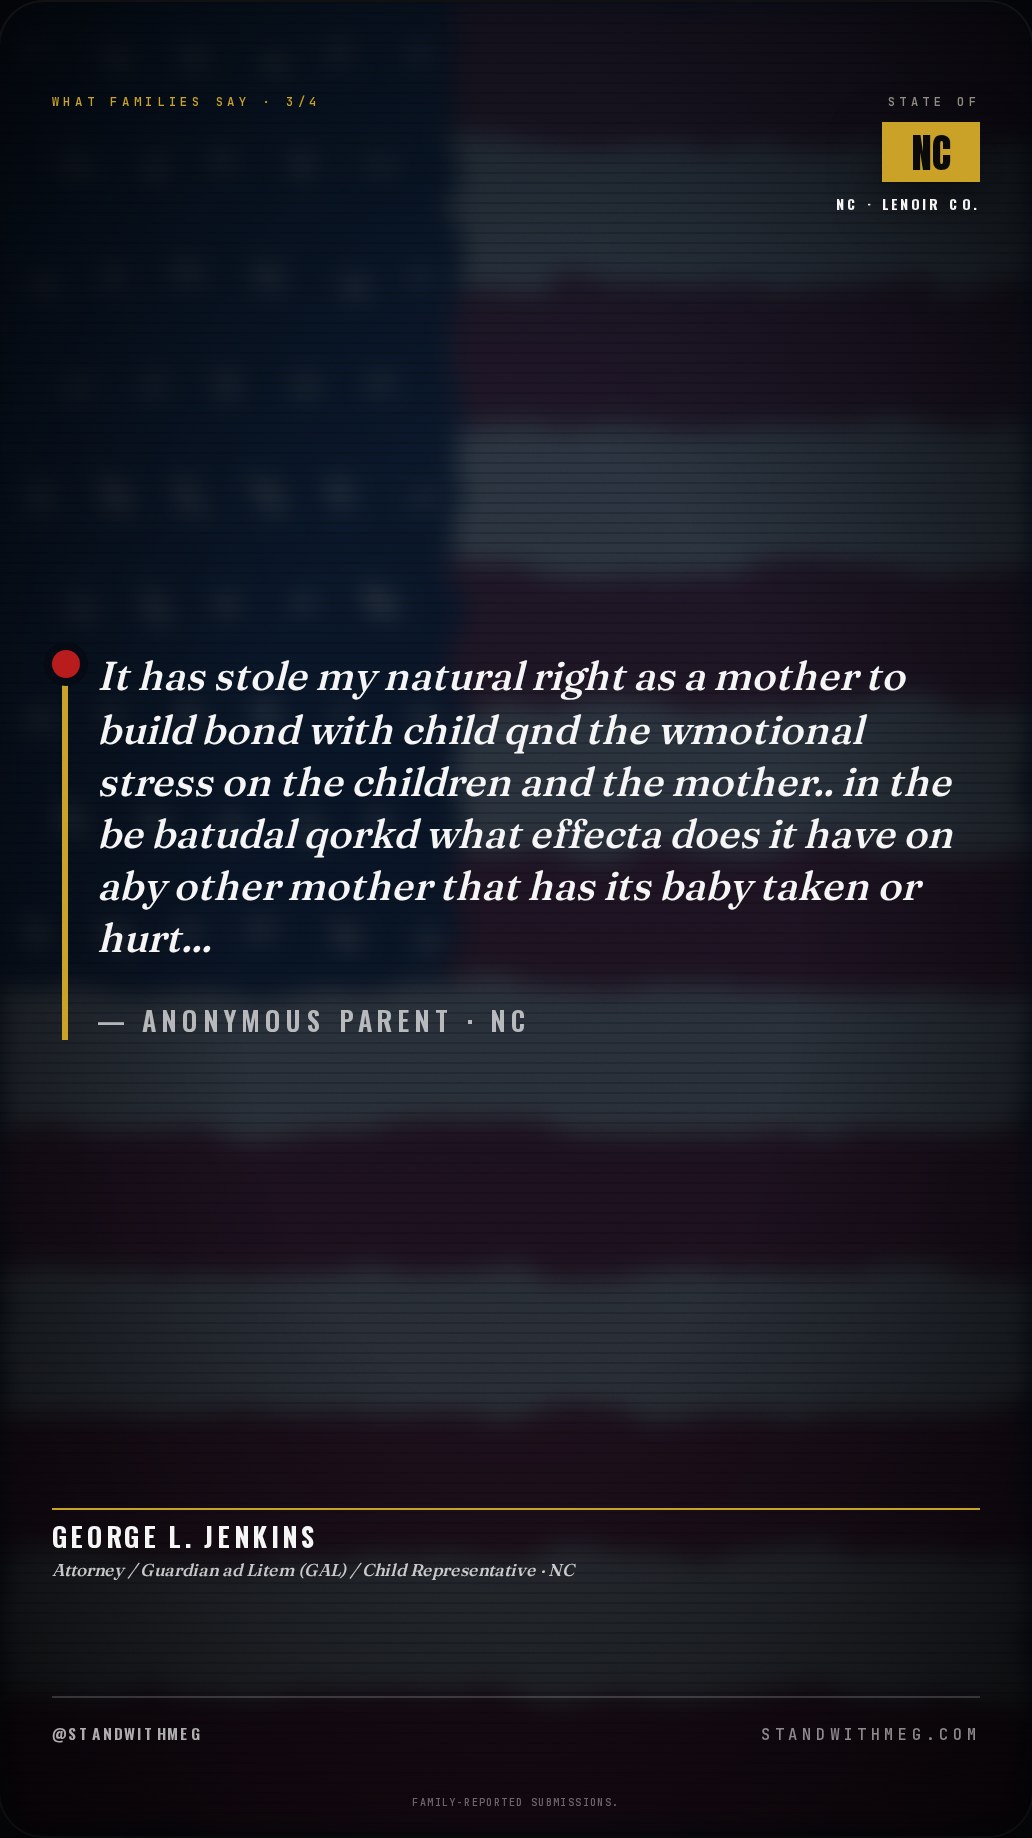 WHAT FAMILIES SAY · 3/4
STATE OF
NC
NC · LENOIR CO.
It has stole my natural right as a mother to
build bond with child qnd the wmotional
stress on the children and the mother.. in the
be batudal qorkd what effecta does it have on
aby other mother that has its baby taken or
hurt...
— ANONYMOUS PARENT · NC
GEORGE L. JENKINS
Attorney / Guardian ad Litem (GAL) / Child Representative · NC
@STANDWITHMEG
STANDWITHMEG.COM
FAMILY-REPORTED SUBMISSIONS.